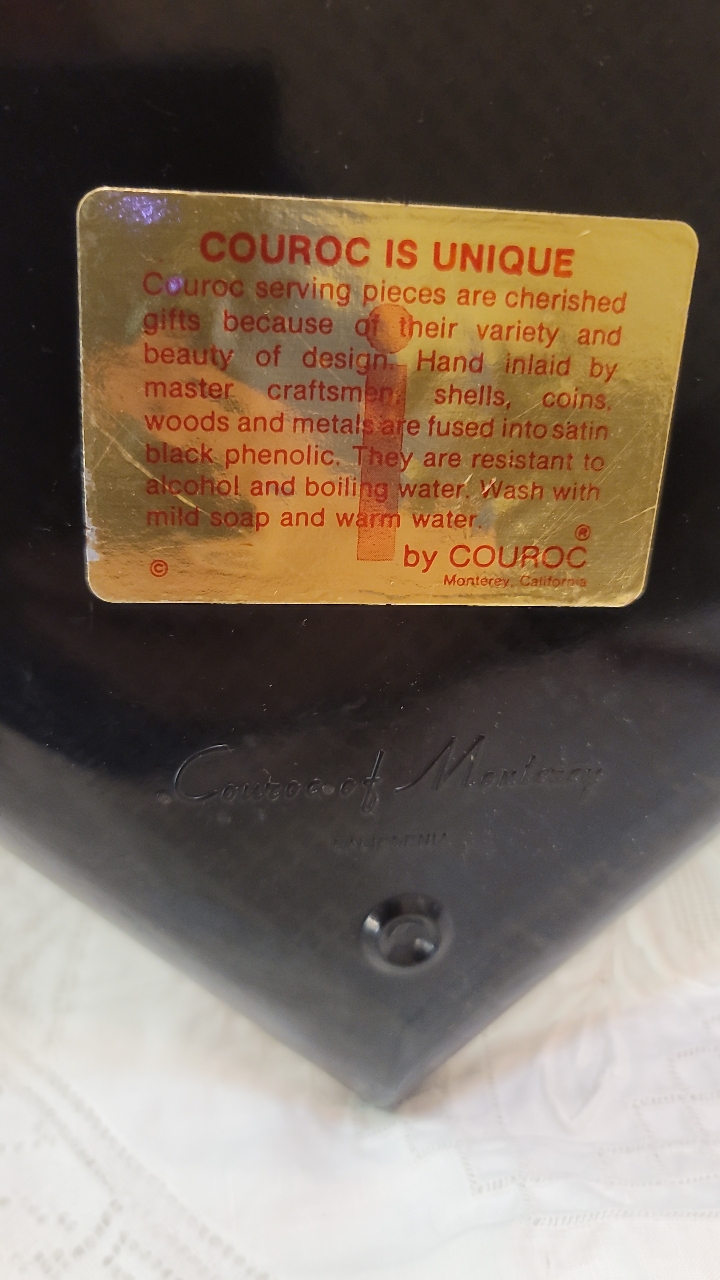 COUROC IS UNIQUE
Couroc serving pieces are cherished
gifts because of their variety and
beauty of design. Hand inlaid by
master craftsmen, shells, coins,
woods and metals are fused into satin
black phenolic. They are resistant to
alcohol and boiling water. Wash with
mild soap and warm water.
®
by COUROC
©
Monterey, California
Couroc of Monterey
CALIFORNIA